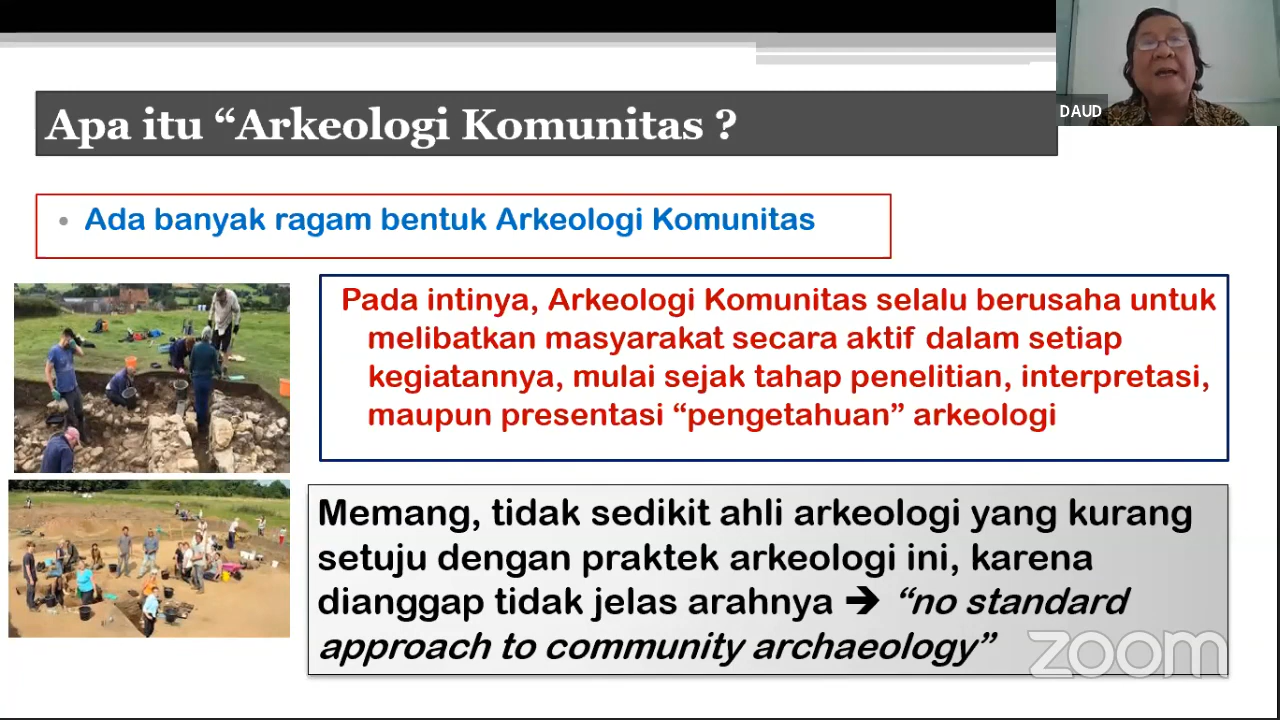 Apa itu “Arkeologi Komunitas ?
DAUD
• Ada banyak ragam bentuk Arkeologi Komunitas
Pada intinya, Arkeologi Komunitas selalu berusaha untuk
melibatkan masyarakat secara aktif dalam setiap
kegiatannya, mulai sejak tahap penelitian, interpretasi,
maupun presentasi “pengetahuan” arkeologi
Memang, tidak sedikit ahli arkeologi yang kurang
setuju dengan praktek arkeologi ini, karena
dianggap tidak jelas arahnya ➔ “no standard
approach to community archaeology”
zoom